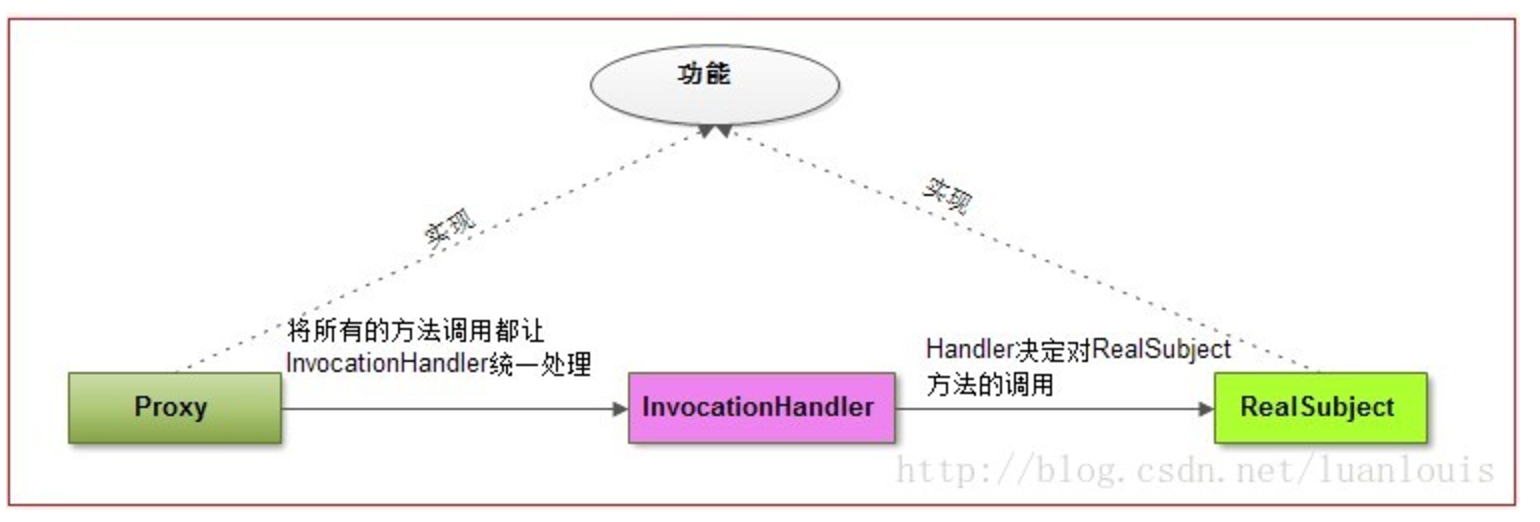 功能
实现
实现
将所有的方法调用都让
InvocationHandler统一处理
Handler决定对RealSubject
方法的调用
Proxy
InvocationHandler
RealSubject
http://blog.csdn.net/luanlouis